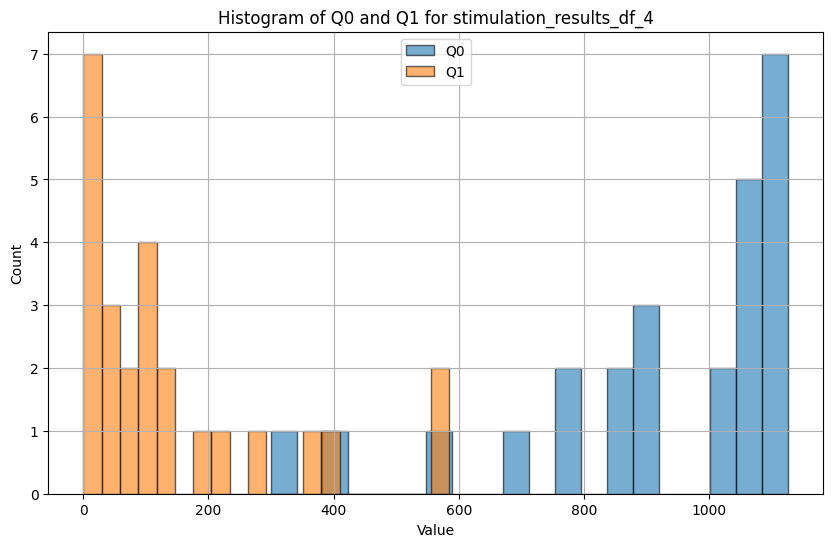 Histogram of Q0 and Q1 for stimulation_results_df_4
Q0
Q1
7
6
5
4
3
2
1
0
Count
0 200 400 600 800 1000
Value